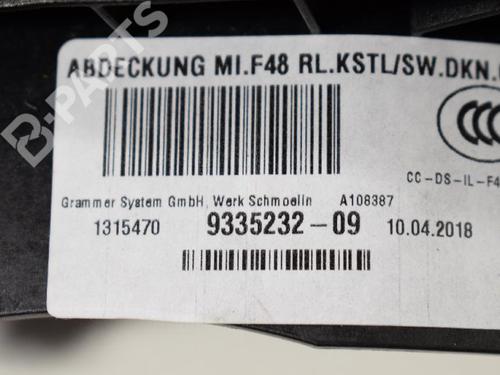 B-Parts
ABDECKUNG MI.F48 RL.KSTL/SW.DKN.
CC-DS-IL-F4
Grammer System GmbH, Werk Schmoelln A108387
1315470 9335232-09 10.04.2018